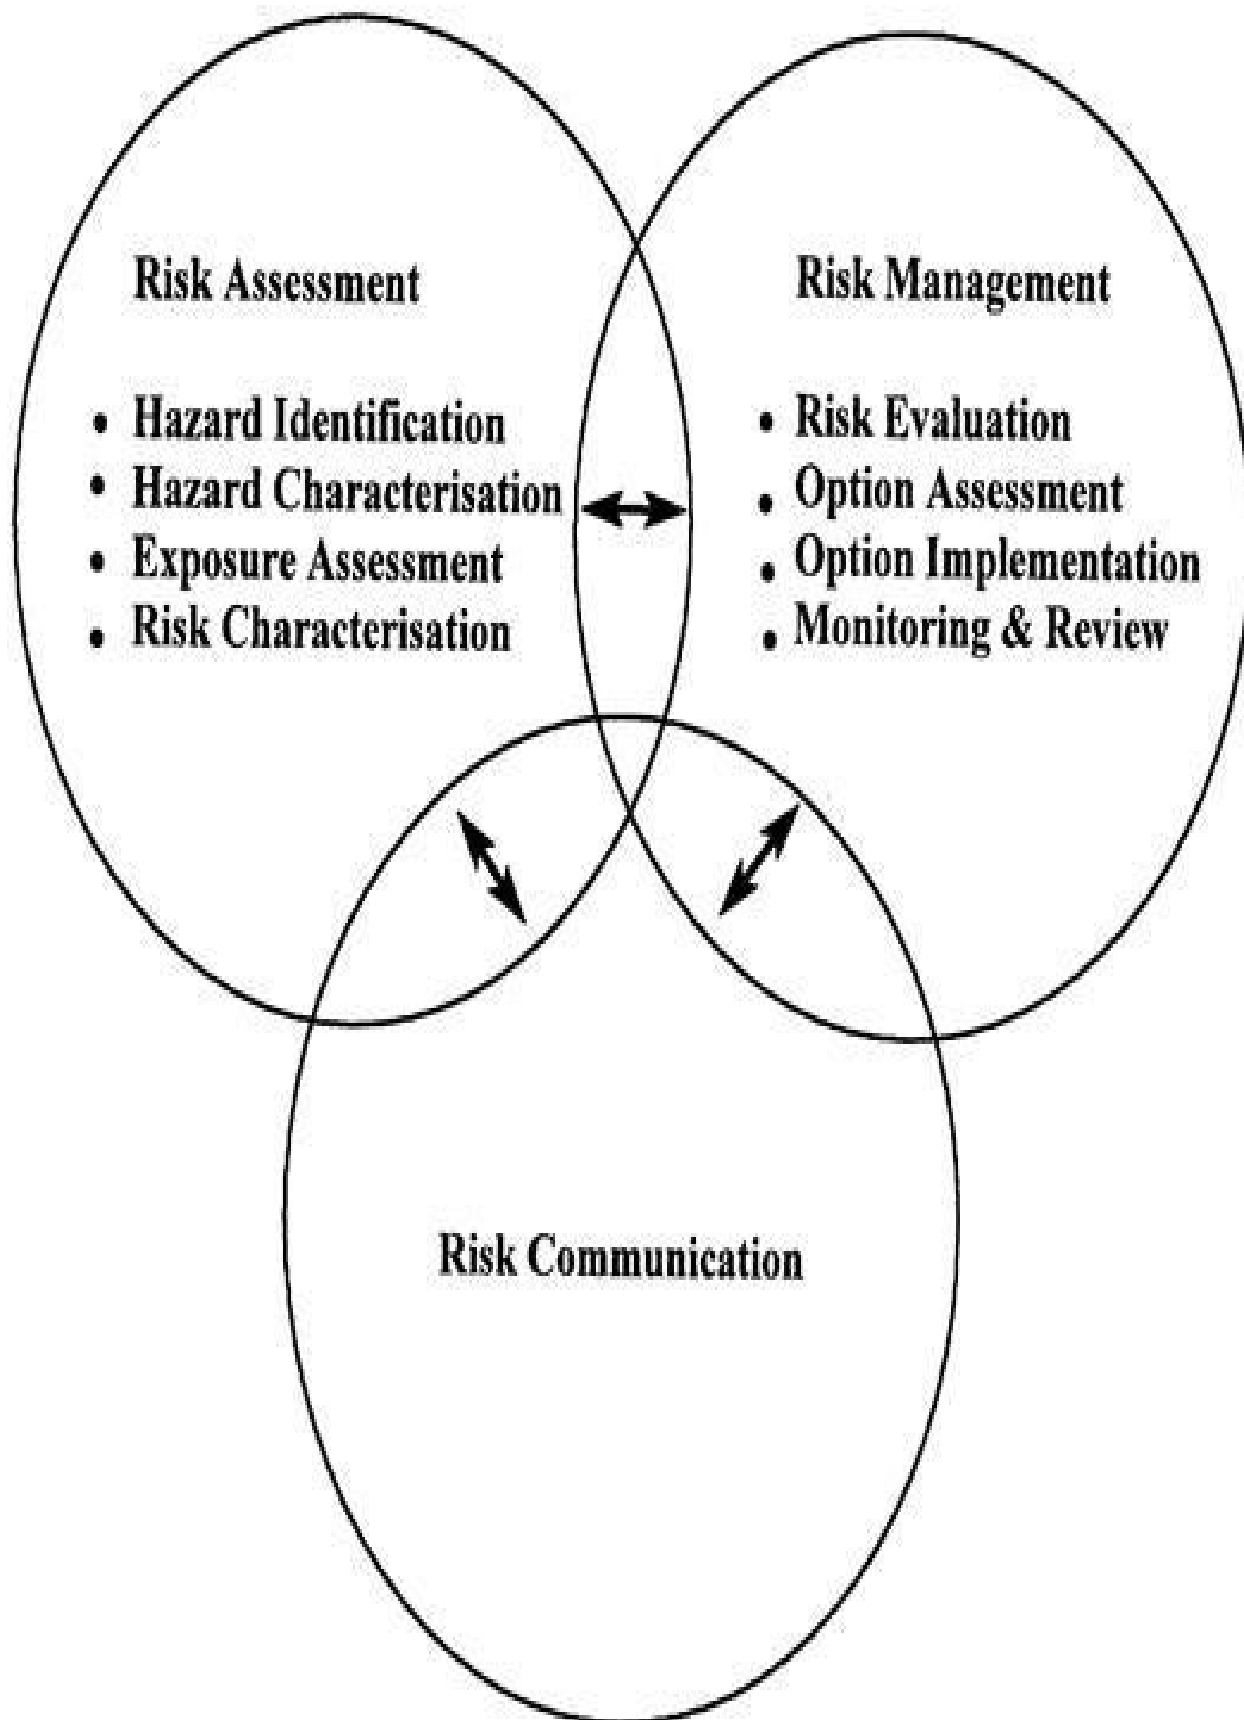 Risk Assessment
• Hazard Identification
• Hazard Characterisation
• Exposure Assessment
• Risk Characterisation
Risk Management
• Risk Evaluation
• Option Assessment
• Option Implementation
• Monitoring & Review
Risk Communication